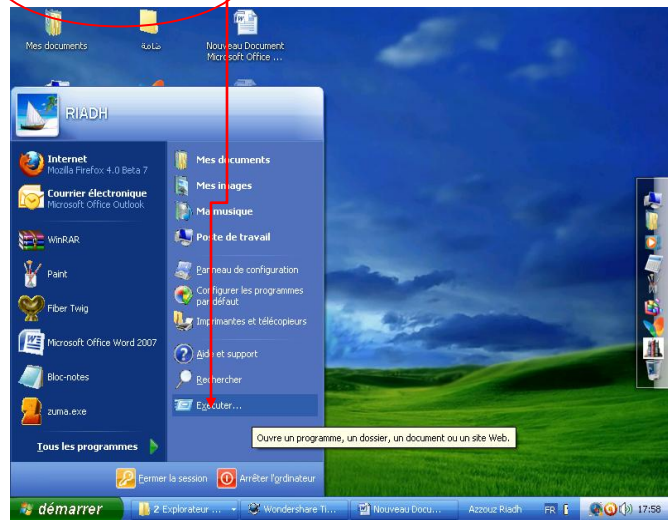 Mes documents
طامة
Nouveau Document
Microsoft Office ...
RIADH
Internet
Mozilla Firefox 4.0 Beta 7
Courrier électronique
Microsoft Office Outlook
WinRAR
Paint
Fiber Twig
Microsoft Office Word 2007
Bloc-notes
zuma.exe
Tous les programmes
Mes documents
Mes images
Ma musique
Poste de travail
Panneau de configuration
Configurer les programmes
par défaut
Imprimantes et télécopieurs
Aide et support
Rechercher
Exécuter...
Ouvre un programme, un dossier, un document ou un site Web.
Fermer la session
Arrêter l'ordinateur
démarrer
2 Explorateur ...
Wondershare Ti...
Nouveau Docu...
Azzouz Riadh
FR
17:58